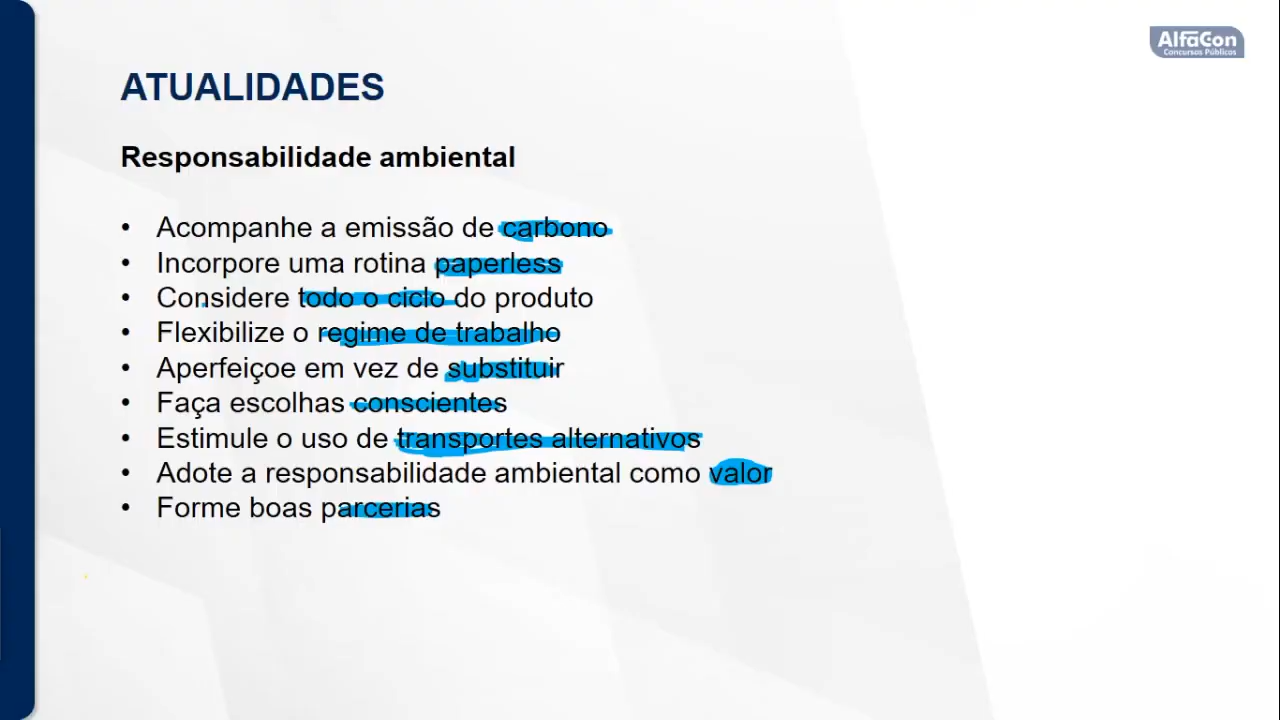 AlfaCon
Concursos Públicos
ATUALIDADES
Responsabilidade ambiental
• Acompanhe a emissão de carbono
• Incorpore uma rotina paperless
• Considere todo o ciclo do produto
• Flexibilize o regime de trabalho
• Aperfeiçoe em vez de substituir
• Faça escolhas conscientes
• Estimule o uso de transportes alternativos
• Adote a responsabilidade ambiental como valor
• Forme boas parcerias